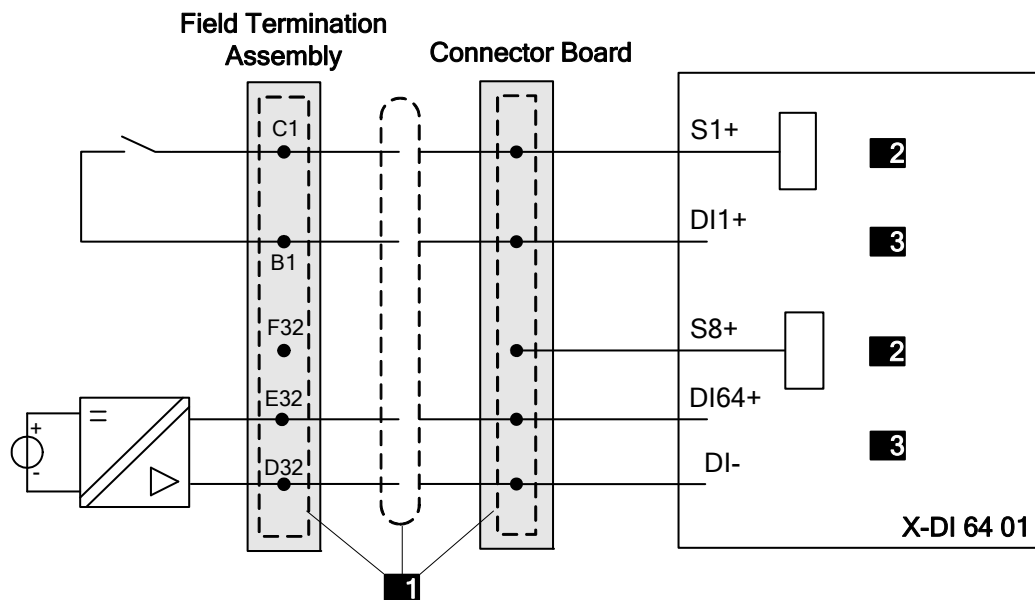 Field Termination
Assembly
Connector Board
C1
S1+
2
DI1+
3
B1
F32
S8+
2
E32
DI64+
+
-
3
D32
DI-
X-DI 64 01
1